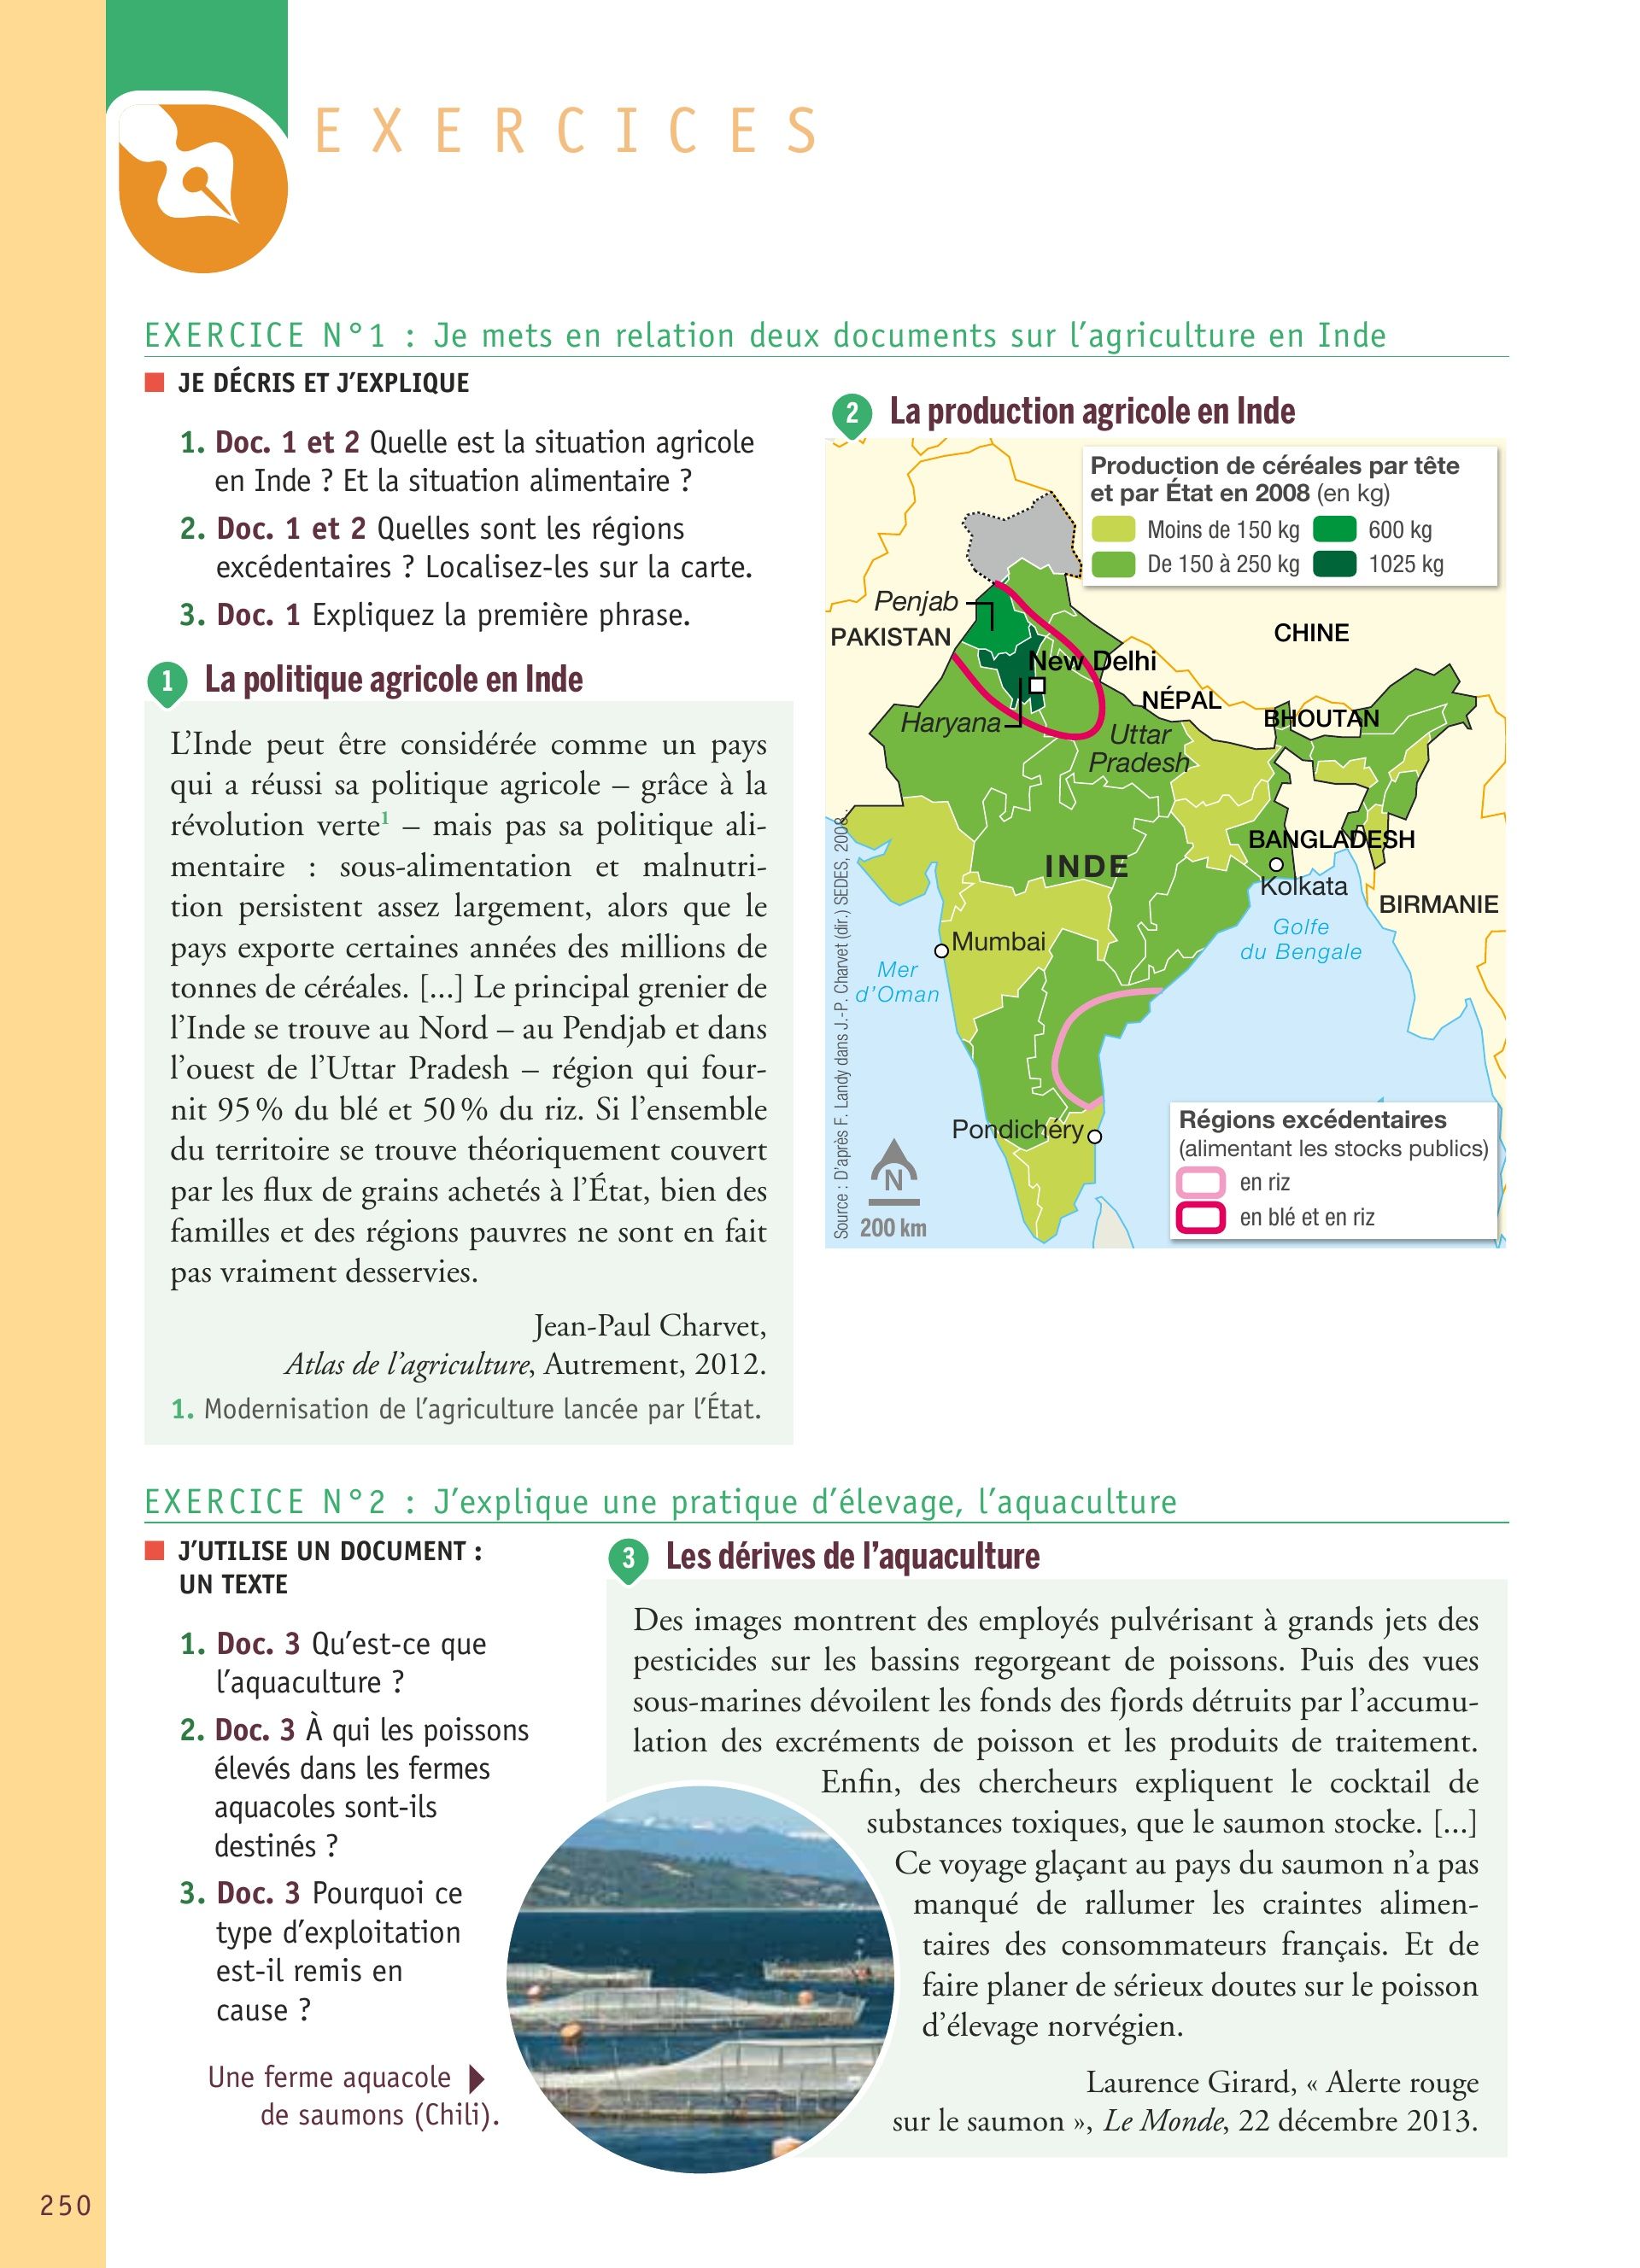 EXERCICES
EXERCICE N°1 : Je mets en relation deux documents sur l'agriculture en Inde
JE DÉCRIS ET J'EXPLIQUE
1. Doc. 1 et 2 Quelle est la situation agricole
en Inde ? Et la situation alimentaire ?
2. Doc. 1 et 2 Quelles sont les régions
excédentaires ? Localisez-les sur la carte.
3. Doc. 1 Expliquez la première phrase.
1 La politique agricole en Inde
L'Inde peut être considérée comme un pays
qui a réussi sa politique agricole – grâce à la
révolution verte1 – mais pas sa politique ali-
mentaire : sous-alimentation et malnutri-
tion persistent assez largement, alors que le
pays exporte certaines années des millions de
tonnes de céréales. [...] Le principal grenier de
l'Inde se trouve au Nord – au Pendjab et dans
l'ouest de l'Uttar Pradesh – région qui four-
nit 95 % du blé et 50 % du riz. Si l'ensemble
du territoire se trouve théoriquement couvert
par les flux de grains achetés à l'État, bien des
familles et des régions pauvres ne sont en fait
pas vraiment desservies.
Jean-Paul Charvet,
Atlas de l'agriculture, Autrement, 2012.
1. Modernisation de l'agriculture lancée par l'État.
2 La production agricole en Inde
Production de céréales par tête
et par État en 2008 (en kg)
Moins de 150 kg
600 kg
De 150 à 250 kg
1025 kg
Penjab
PAKISTAN
CHINE
New Delhi
NÉPAL
BHOUTAN
Haryana
Uttar
Pradesh
BANGLADESH
INDE
Kolkata
BIRMANIE
Golfe
du Bengale
Mumbai
Mer
d'Oman
Pondichéry
N
200 km
Régions excédentaires
(alimentant les stocks publics)
en riz
en blé et en riz
Source : D'après F. Landy dans J.-P. Charvet (dir.) SEDES, 2008.
EXERCICE N°2 : J'explique une pratique d'élevage, l'aquaculture
J'UTILISE UN DOCUMENT :
UN TEXTE
1. Doc. 3 Qu'est-ce que
l'aquaculture ?
2. Doc. 3 À qui les poissons
élevés dans les fermes
aquacoles sont-ils
destinés ?
3. Doc. 3 Pourquoi ce
type d'exploitation
est-il remis en
cause ?
Une ferme aquacole
de saumons (Chili).
3 Les dérives de l'aquaculture
Des images montrent des employés pulvérisant à grands jets des
pesticides sur les bassins regorgeant de poissons. Puis des vues
sous-marines dévoilent les fonds des fjords détruits par l'accumu-
lation des excréments de poisson et les produits de traitement.
Enfin, des chercheurs expliquent le cocktail de
substances toxiques, que le saumon stocke. [...]
Ce voyage glaçant au pays du saumon n'a pas
manqué de rallumer les craintes alimen-
taires des consommateurs français. Et de
faire planer de sérieux doutes sur le poisson
d'élevage norvégien.
Laurence Girard, « Alerte rouge
sur le saumon », Le Monde, 22 décembre 2013.
250